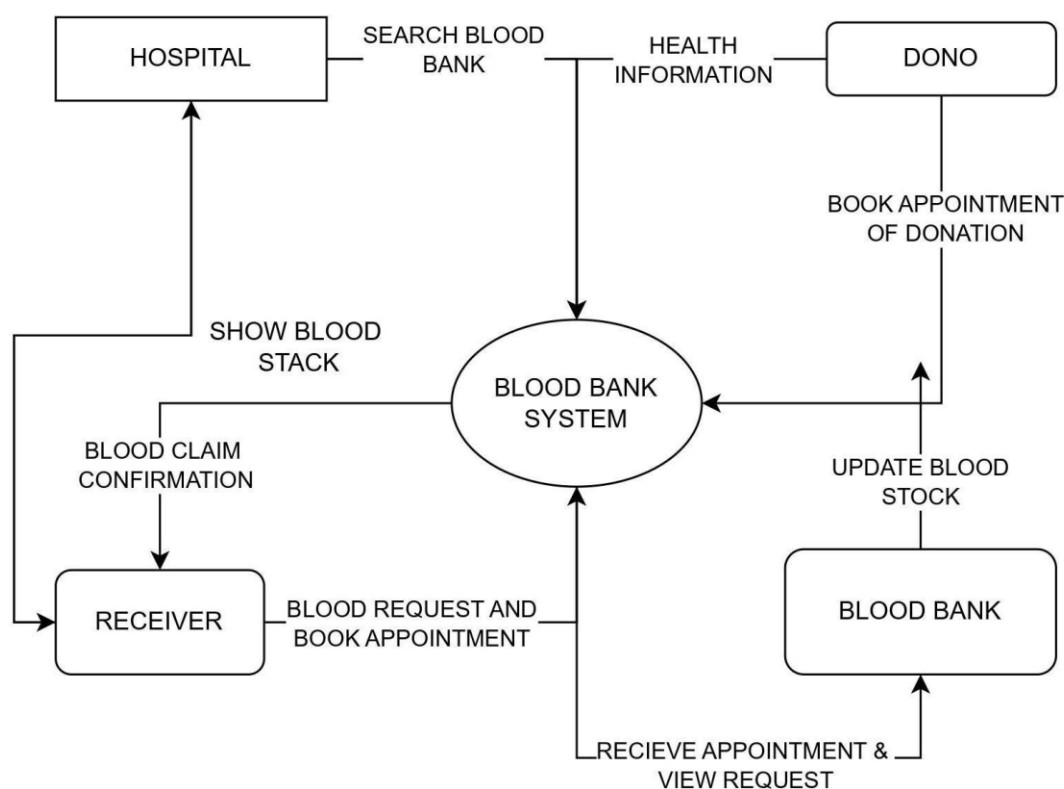 HOSPITAL
SEARCH BLOOD
BANK
HEALTH
INFORMATION
DONO
BOOK APPOINTMENT
OF DONATION
SHOW BLOOD
STACK
BLOOD BANK
SYSTEM
BLOOD CLAIM
CONFIRMATION
UPDATE BLOOD
STOCK
RECEIVER
BLOOD REQUEST AND
BOOK APPOINTMENT
BLOOD BANK
RECIEVE APPOINTMENT &
VIEW REQUEST